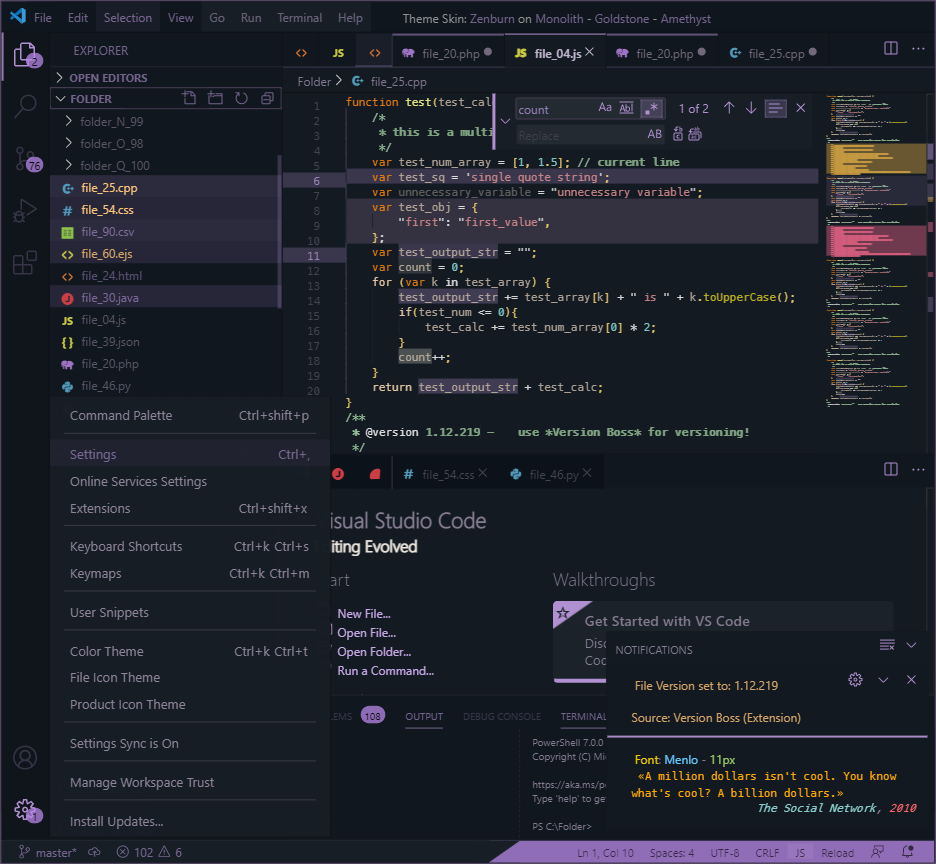 File Edit Selection View Go Run Terminal Help Theme Skin: Zenburn on Monolith - Goldstone - Amethyst
2
EXPLORER
JS file_20.php JS file_04.js file_20.php file_25.cpp
OPEN EDITORS
FOLDER
folder_N_99
folder_O_98
folder_Q_100
file_25.cpp
# file_54.css
file_90.csv
file_60.ejs
file_24.html
file_30.java
JS file_04.js
{} file_39.json
file_20.php
file_46.py
76
Folder > file_25.cpp
count Aa Abl .* 1 of 2
Replace AB
1 function test(test_cal
2 /*
3 * this is a multi
4 */
5 var test_num_array = [1, 1.5]; // current line
6 var test_sq = 'single quote string';
7 var unnecessary_variable = "unnecessary variable";
8 var test_obj = {
9 "first": "first_value",
10 };
11 var test_output_str = "";
12 var count = 0;
13 for (var k in test_array) {
14 test_output_str += test_array[k] + " is " + k.toUpperCase();
15 if(test_num <= 0){
16 test_calc += test_num_array[0] * 2;
17 }
18 count++;
19 }
20 return test_output_str + test_calc;
}
/**
* @version 1.12.219 – use *Version Boss* for versioning!
*/
Command Palette Ctrl+shift+p
Settings Ctrl+,
Online Services Settings
Extensions Ctrl+shift+x
Keyboard Shortcuts Ctrl+k Ctrl+s
Keymaps Ctrl+k Ctrl+m
User Snippets
Color Theme Ctrl+k Ctrl+t
File Icon Theme
Product Icon Theme
Settings Sync is On
Manage Workspace Trust
Install Updates...
# file_54.css file_46.py
isual Studio Code
iting Evolved
art
New File...
Open File...
Open Folder...
Run a Command...
Walkthroughs
Get Started with VS Code
Disc
Coc
NOTIFICATIONS
File Version set to: 1.12.219
Source: Version Boss (Extension)
Font: Menlo - 11px
«A million dollars isn't cool. You know
what's cool? A billion dollars.»
The Social Network, 2010
LEMS 108 OUTPUT DEBUG CONSOLE TERMINAL
PowerShell 7.0.0
Copyright (C) Mi
https://aka.ms/p
Type 'help' to ge
PS C:\Folder>
1
master* 102 6 Ln 1, Col 10 Spaces: 4 UTF-8 CRLF JS Reload